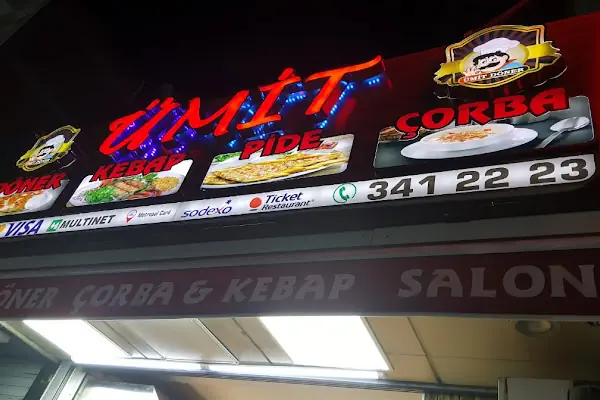 ÜMİT
ÜMİT DÖNER
DÖNER
KEBAP
PİDE
ÇORBA
VISA MULTINET Metropol Card sodexo Ticket Restaurant 341 22 23
ÖNER ÇORBA & KEBAP SALON